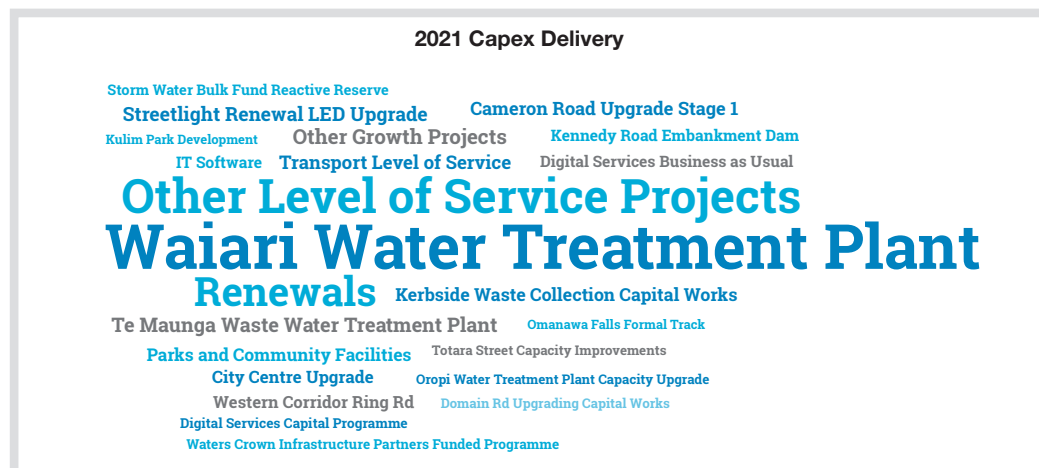 2021 Capex Delivery
Storm Water Bulk Fund Reactive Reserve
Streetlight Renewal LED Upgrade
Cameron Road Upgrade Stage 1
Kulim Park Development
Other Growth Projects
Kennedy Road Embankment Dam
IT Software
Transport Level of Service
Digital Services Business as Usual
Other Level of Service Projects
Waiari Water Treatment Plant
Renewals
Kerbside Waste Collection Capital Works
Te Maunga Waste Water Treatment Plant
Omanawa Falls Formal Track
Parks and Community Facilities
Totara Street Capacity Improvements
City Centre Upgrade
Oropi Water Treatment Plant Capacity Upgrade
Western Corridor Ring Rd
Domain Rd Upgrading Capital Works
Digital Services Capital Programme
Waters Crown Infrastructure Partners Funded Programme